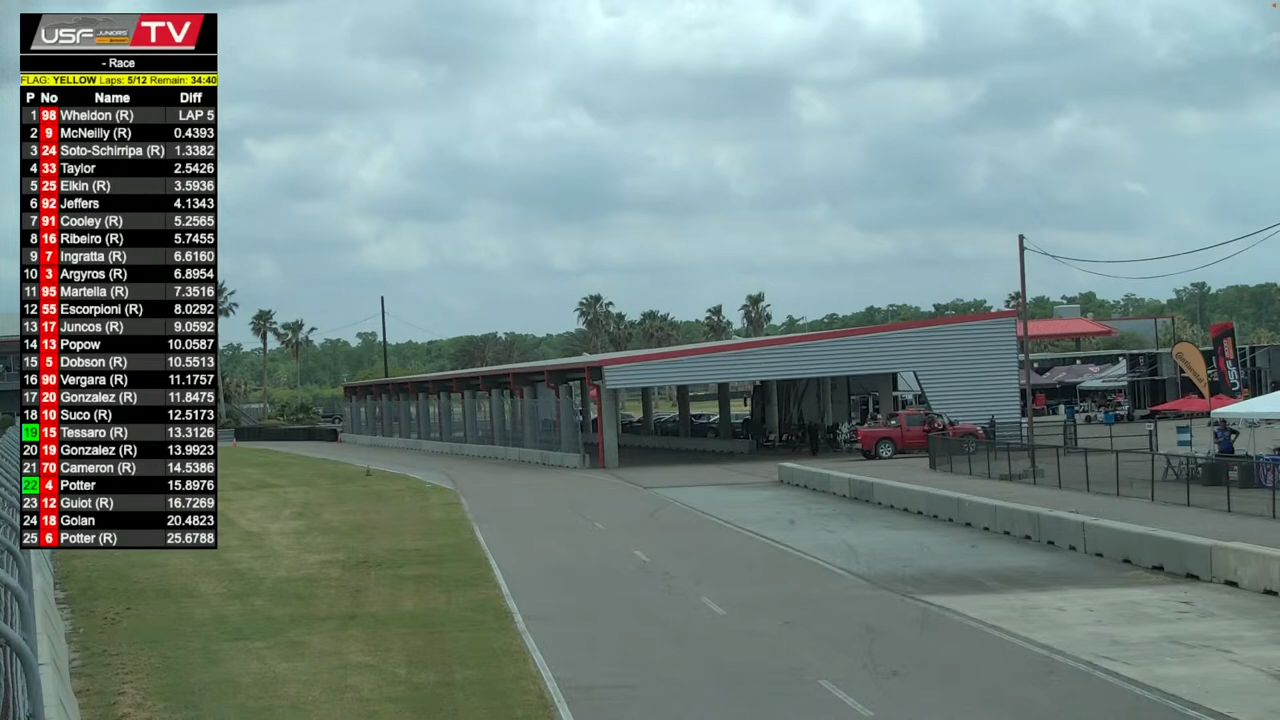 USF JUNIORS TV
- Race
FLAG: YELLOW Laps: 5/12 Remain: 34:40
P No Name Diff
1 98 Wheldon (R) LAP 5
2 9 McNeilly (R) 0.4393
3 24 Soto-Schirripa (R) 1.3382
4 33 Taylor 2.5426
5 25 Elkin (R) 3.5936
6 92 Jeffers 4.1343
7 91 Cooley (R) 5.2565
8 16 Ribeiro (R) 5.7455
9 7 Ingratta (R) 6.6160
10 3 Argyros (R) 6.8954
11 95 Martella (R) 7.3516
12 55 Escorpioni (R) 8.0292
13 17 Juncos (R) 9.0592
14 13 Popow 10.0587
15 5 Dobson (R) 10.5513
16 90 Vergara (R) 11.1757
17 20 Gonzalez (R) 11.8475
18 10 Suco (R) 12.5173
19 15 Tessaro (R) 13.3126
20 19 Gonzalez (R) 13.9923
21 70 Cameron (R) 14.5386
22 4 Potter 15.8976
23 12 Guiot (R) 16.7269
24 18 Golan 20.4823
25 6 Potter (R) 25.6788
Continental
USF